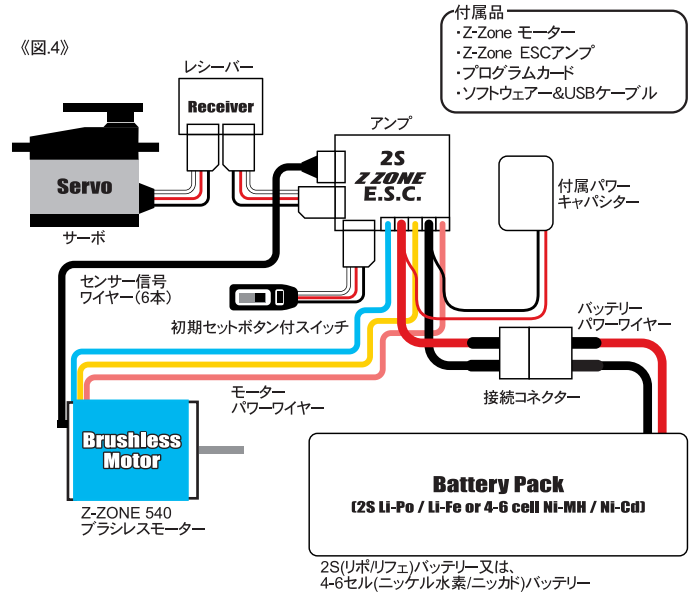 《図.4》
付属品
・Z-Zone モーター
・Z-Zone ESCアンプ
・プログラムカード
・ソフトウェアー&USBケーブル
レシーバー
Receiver
アンプ
2S
Z ZONE
E.S.C.
付属パワー
キャパシター
Servo
サーボ
センサー信号
ワイヤー(6本)
初期セットボタン付スイッチ
バッテリー
パワーワイヤー
接続コネクター
モーター
パワーワイヤー
Brushless
Motor
Z-ZONE 540
ブラシレスモーター
Battery Pack
(2S Li-Po / Li-Fe or 4-6 cell Ni-MH / Ni-Cd)
2S(リポ/リフェ)バッテリー又は、
4-6セル(ニッケル水素/ニッカド)バッテリー